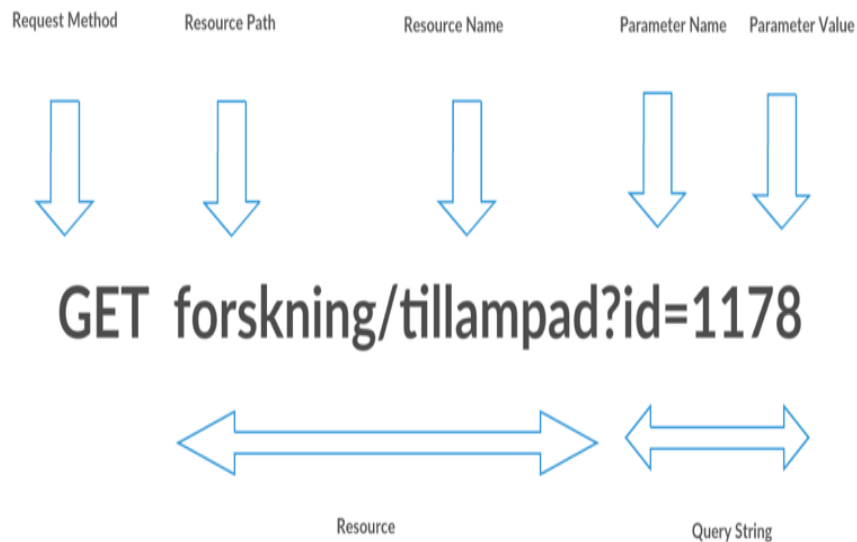 Request Method Resource Path Resource Name Parameter Name Parameter Value
GET forskning/tillampad?id=1178
Resource Query String